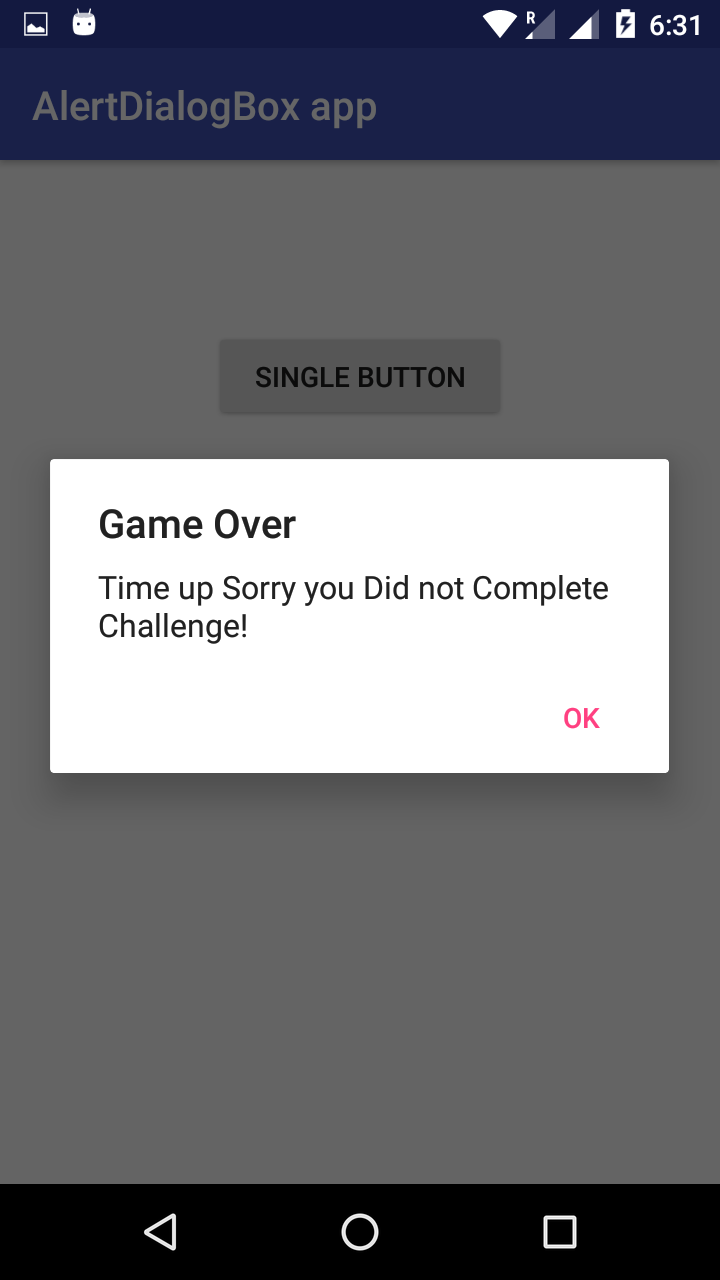 R 6:31
AlertDialogBox app
SINGLE BUTTON
Game Over
Time up Sorry you Did not Complete
Challenge!
OK